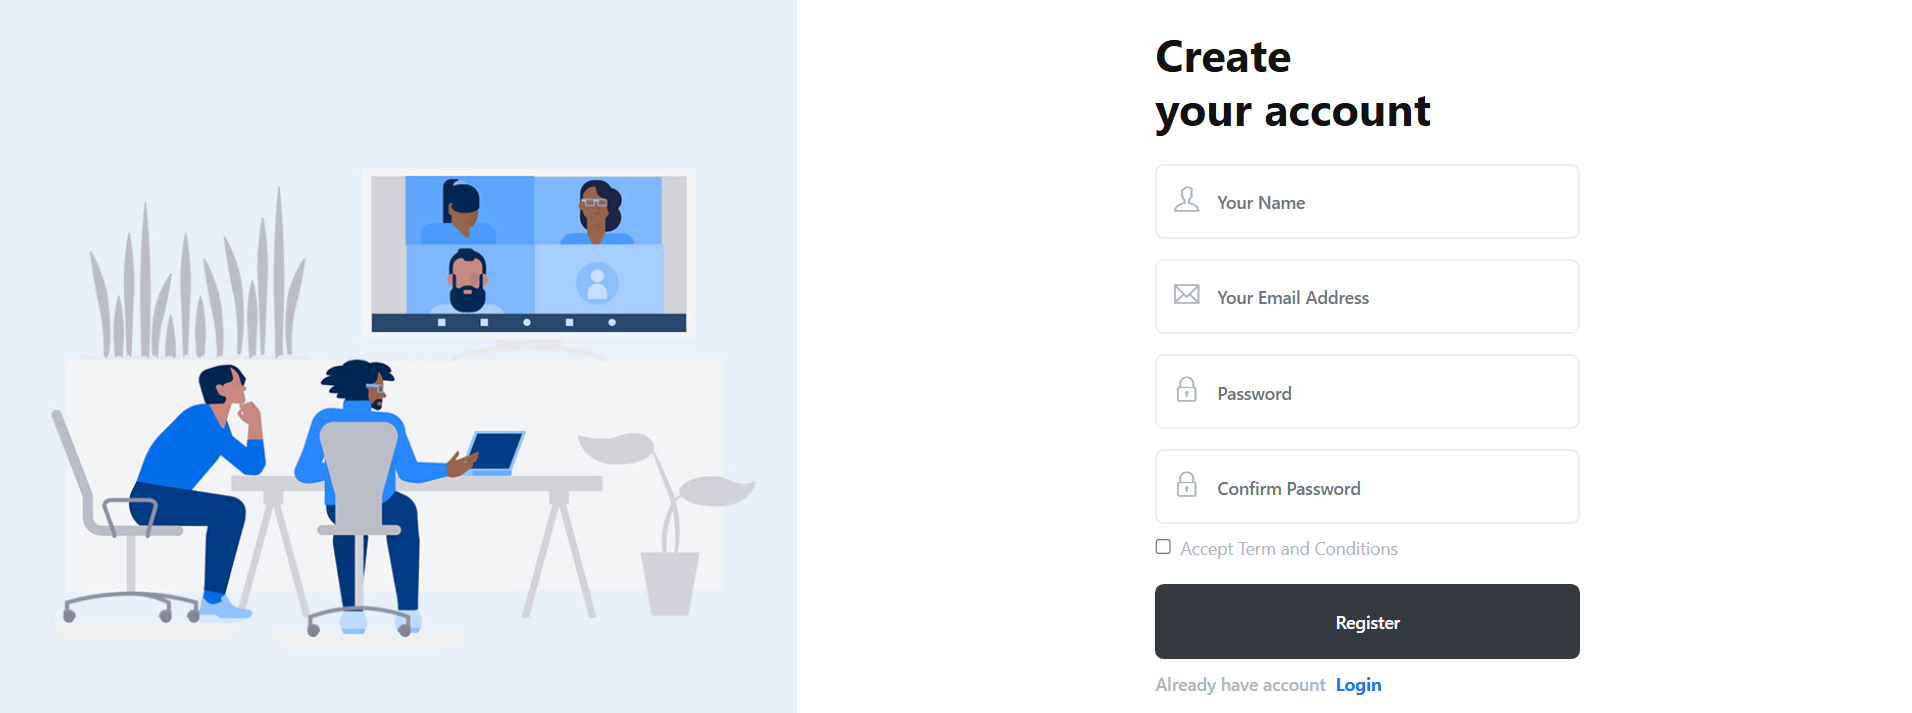 Create
your account
Your Name
Your Email Address
Password
Confirm Password
Accept Term and Conditions
Register
Already have account Login